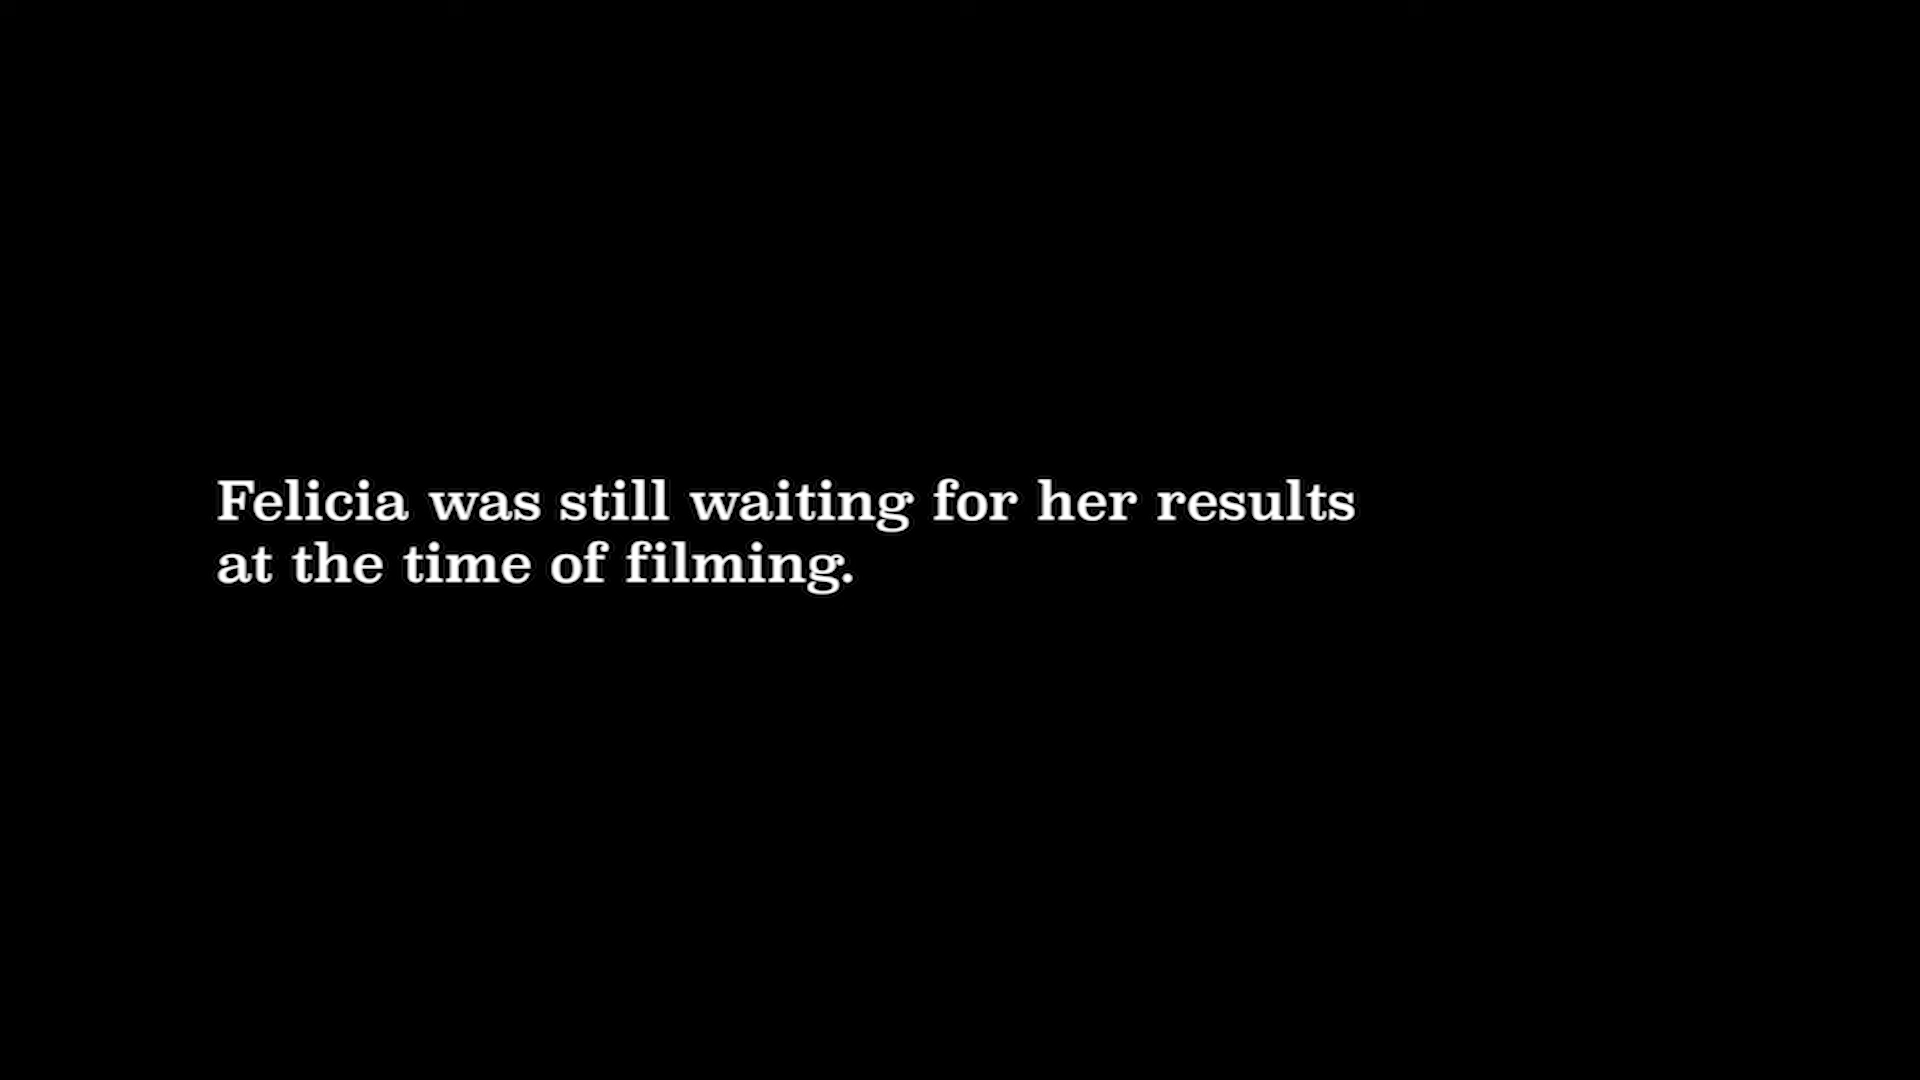 Felicia was still waiting for her results
at the time of filming.